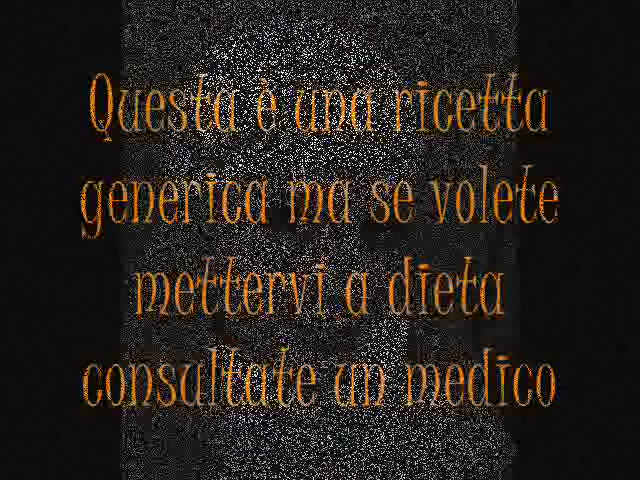 Questa è una ricetta
generica ma se volete
mettervi a dieta
consultate un medico